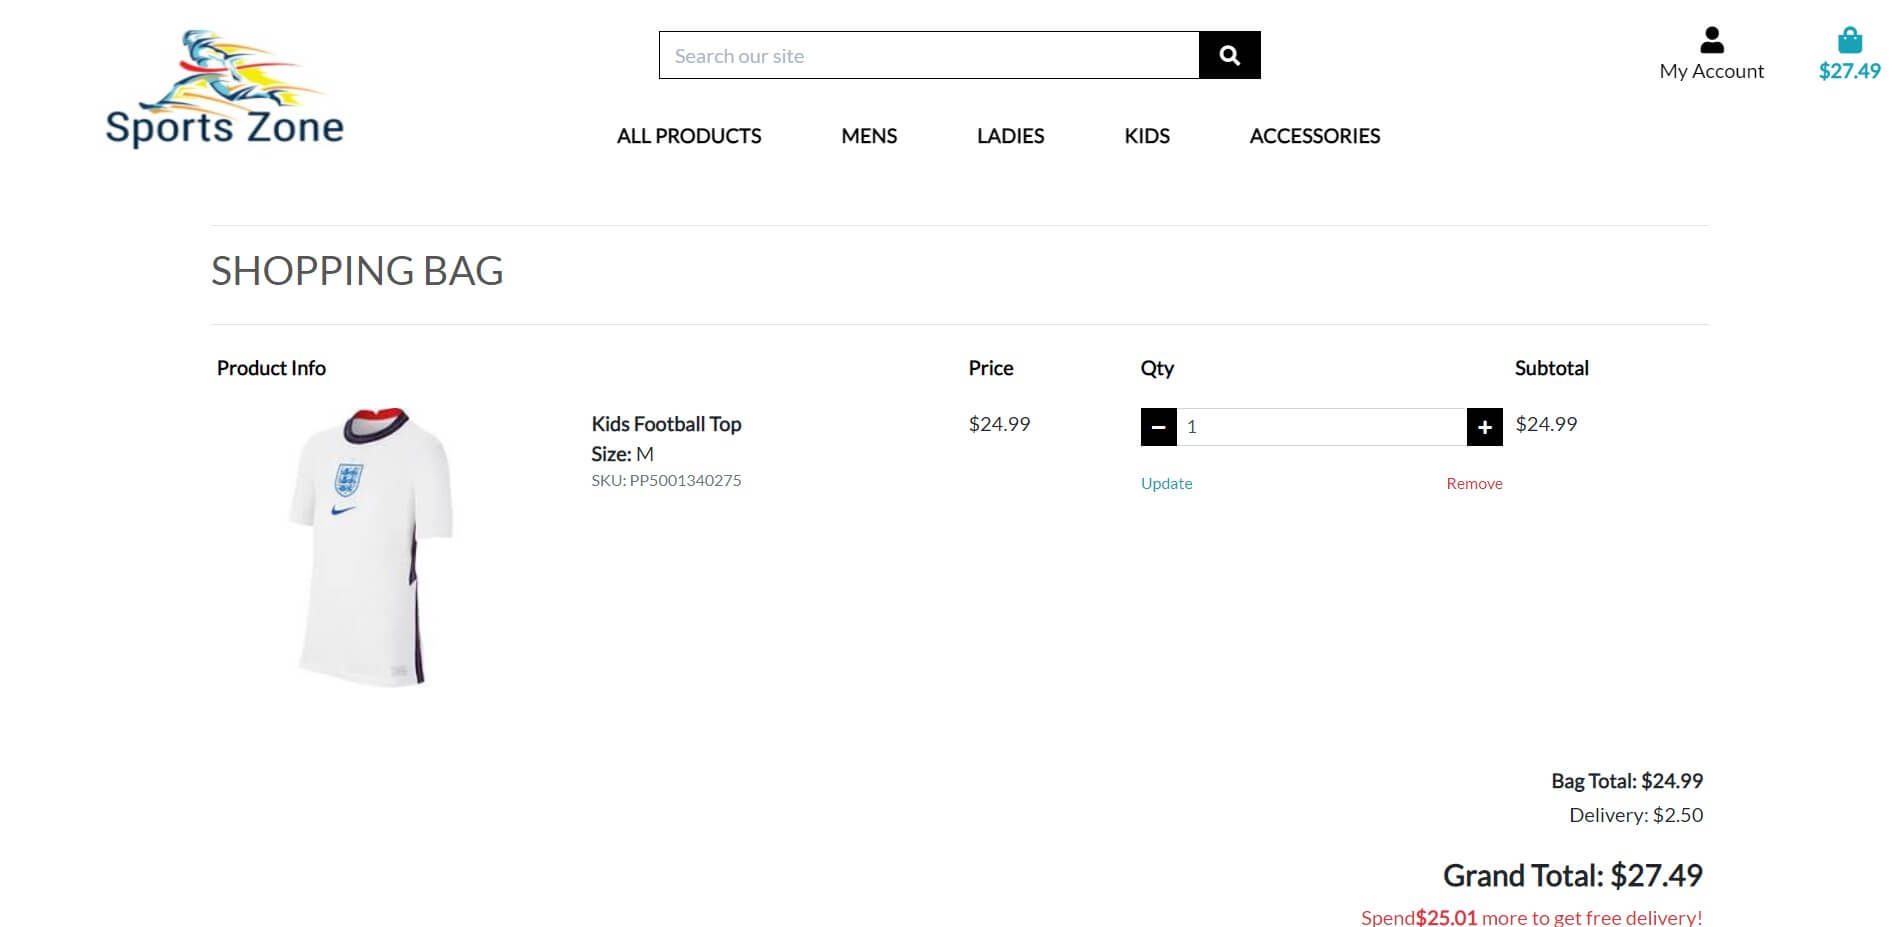 Sports Zone
Search our site
My Account
$27.49
ALL PRODUCTS MENS LADIES KIDS ACCESSORIES
SHOPPING BAG
Product Info Price Qty Subtotal
Kids Football Top $24.99 1 $24.99
Size: M
SKU: PP5001340275
Update Remove
Bag Total: $24.99
Delivery: $2.50
Grand Total: $27.49
Spend$25.01 more to get free delivery!